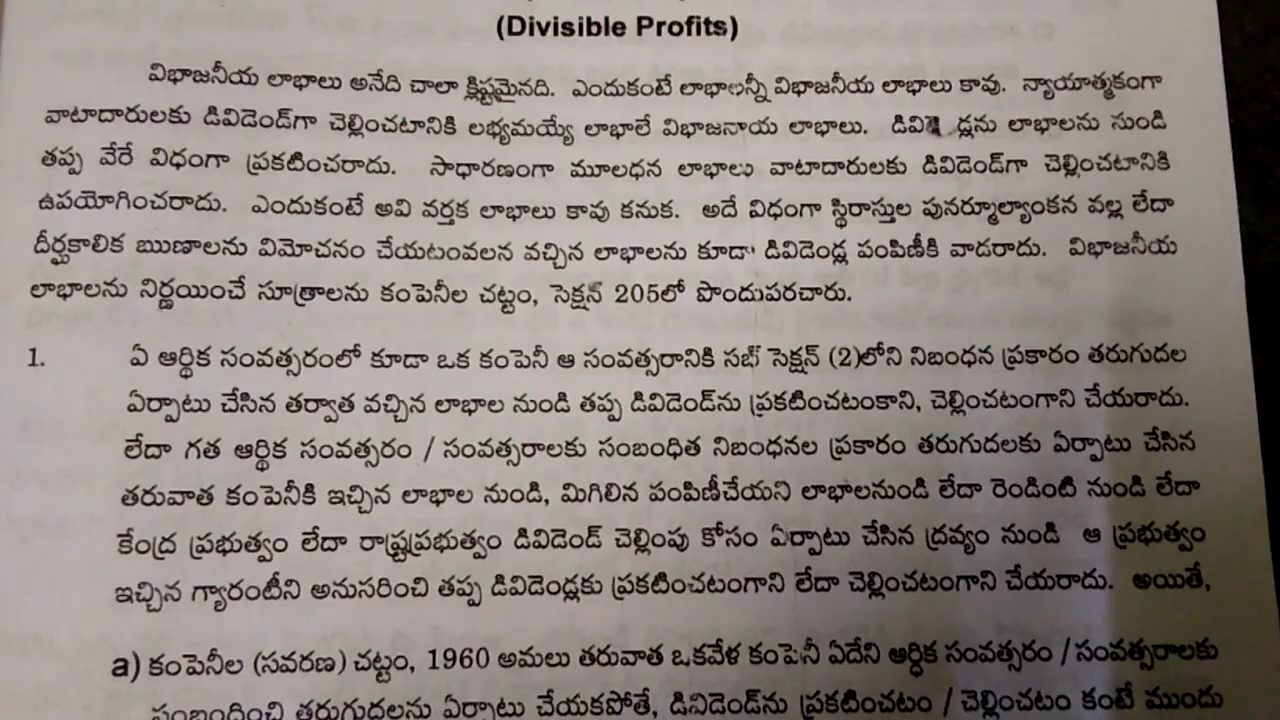 (Divisible Profits)
విభాజనీయ లాభాలు అనేది చాలా క్లిష్టమైనది. ఎందుకంటే లాభాలన్నీ విభాజనీయ లాభాలు కావు. న్యాయాత్మకంగా
వాటాదారులకు డివిడెండ్‌గా చెల్లించటానికి లభ్యమయ్యే లాభాలే విభాజనాయ లాభాలు. లాభాలను నుండి
తప్ప వేరే విధంగా ప్రకటించరాదు. సాధారణంగా మూలధన లాభాలు వాటాదారులకు డివిడెండ్‌గా చెల్లించటానికి
ఉపయోగించరాదు. ఎందుకంటే అవి వర్తక లాభాలు కావు కనుక. అదే విధంగా స్థిరాస్తుల పునర్మూల్యాంకన వల్ల లేదా
దీర్ఘకాలిక ఋణాలను విమోచనం చేయటంవలన వచ్చిన లాభాలను కూడా డివిడెండ్ల పంపిణీకి వాడరాదు. విభాజనీయ
లాభాలను నిర్ణయించే సూత్రాలను కంపెనీల చట్టం, సెక్షన్ 205లో పొందుపరచారు.
1. ఏ ఆర్థిక సంవత్సరంలో కూడా ఒక కంపెనీ ఆ సంవత్సరానికి సబ్ సెక్షన్ (2)లోని నిబంధన ప్రకారం తరుగుదల
ఏర్పాటు చేసిన తర్వాత వచ్చిన లాభాల నుండి తప్ప డివిడెండ్‌ను ప్రకటించటంకాని, చెల్లించటంగాని చేయరాదు.
లేదా గత ఆర్థిక సంవత్సరం / సంవత్సరాలకు సంబంధిత నిబంధనల ప్రకారం తరుగుదలకు ఏర్పాటు చేసిన
తరువాత కంపెనీకి ఇచ్చిన లాభాల నుండి, మిగిలిన పంపిణీచేయని లాభాలనుండి లేదా రెండింటి నుండి లేదా
కేంద్ర ప్రభుత్వం లేదా రాష్ట్రప్రభుత్వం డివిడెండ్ చెల్లింపు కోసం ఏర్పాటు చేసిన ద్రవ్యం నుండి ఆ ప్రభుత్వం
ఇచ్చిన గ్యారంటీని అనుసరించి తప్ప డివిడెండ్లకు ప్రకటించటంగాని లేదా చెల్లించటంగాని చేయరాదు. అయితే,
a) కంపెనీల (సవరణ) చట్టం, 1960 అమలు తరువాత ఒకవేళ కంపెనీ ఏదేని ఆర్థిక సంవత్సరం / సంవత్సరాలకు
సంబంధించి తరుగుదలను ఏర్పాటు చేయకపోతే, డివిడెండ్‌ను ప్రకటించటం / చెల్లించటం కంటే ముందు